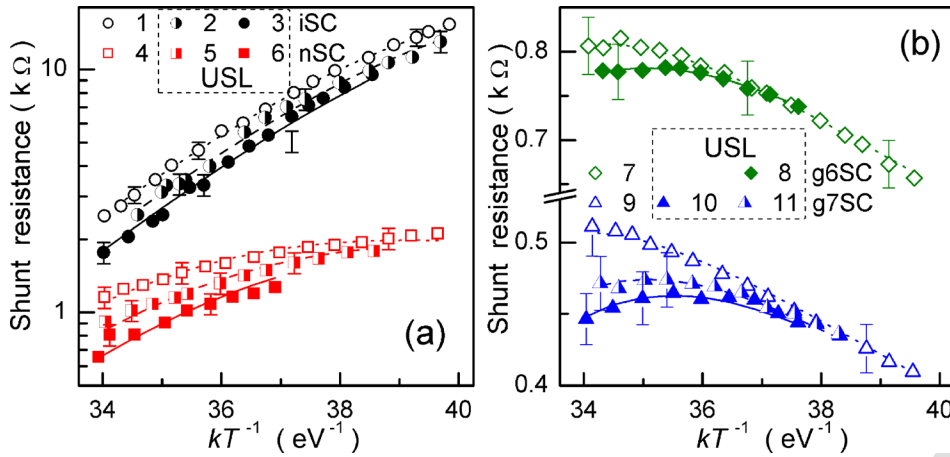 1 2 3 iSC
4 5 6 nSC
USL
10
1
Shunt resistance ( k Ω )
(a)
34 36 38 40
kT⁻¹ ( eV⁻¹ )
(b)
0.8
0.7
0.5
0.4
Shunt resistance ( k Ω )
USL
7 8 g6SC
9 10 11 g7SC
34 36 38 40
kT⁻¹ ( eV⁻¹ )